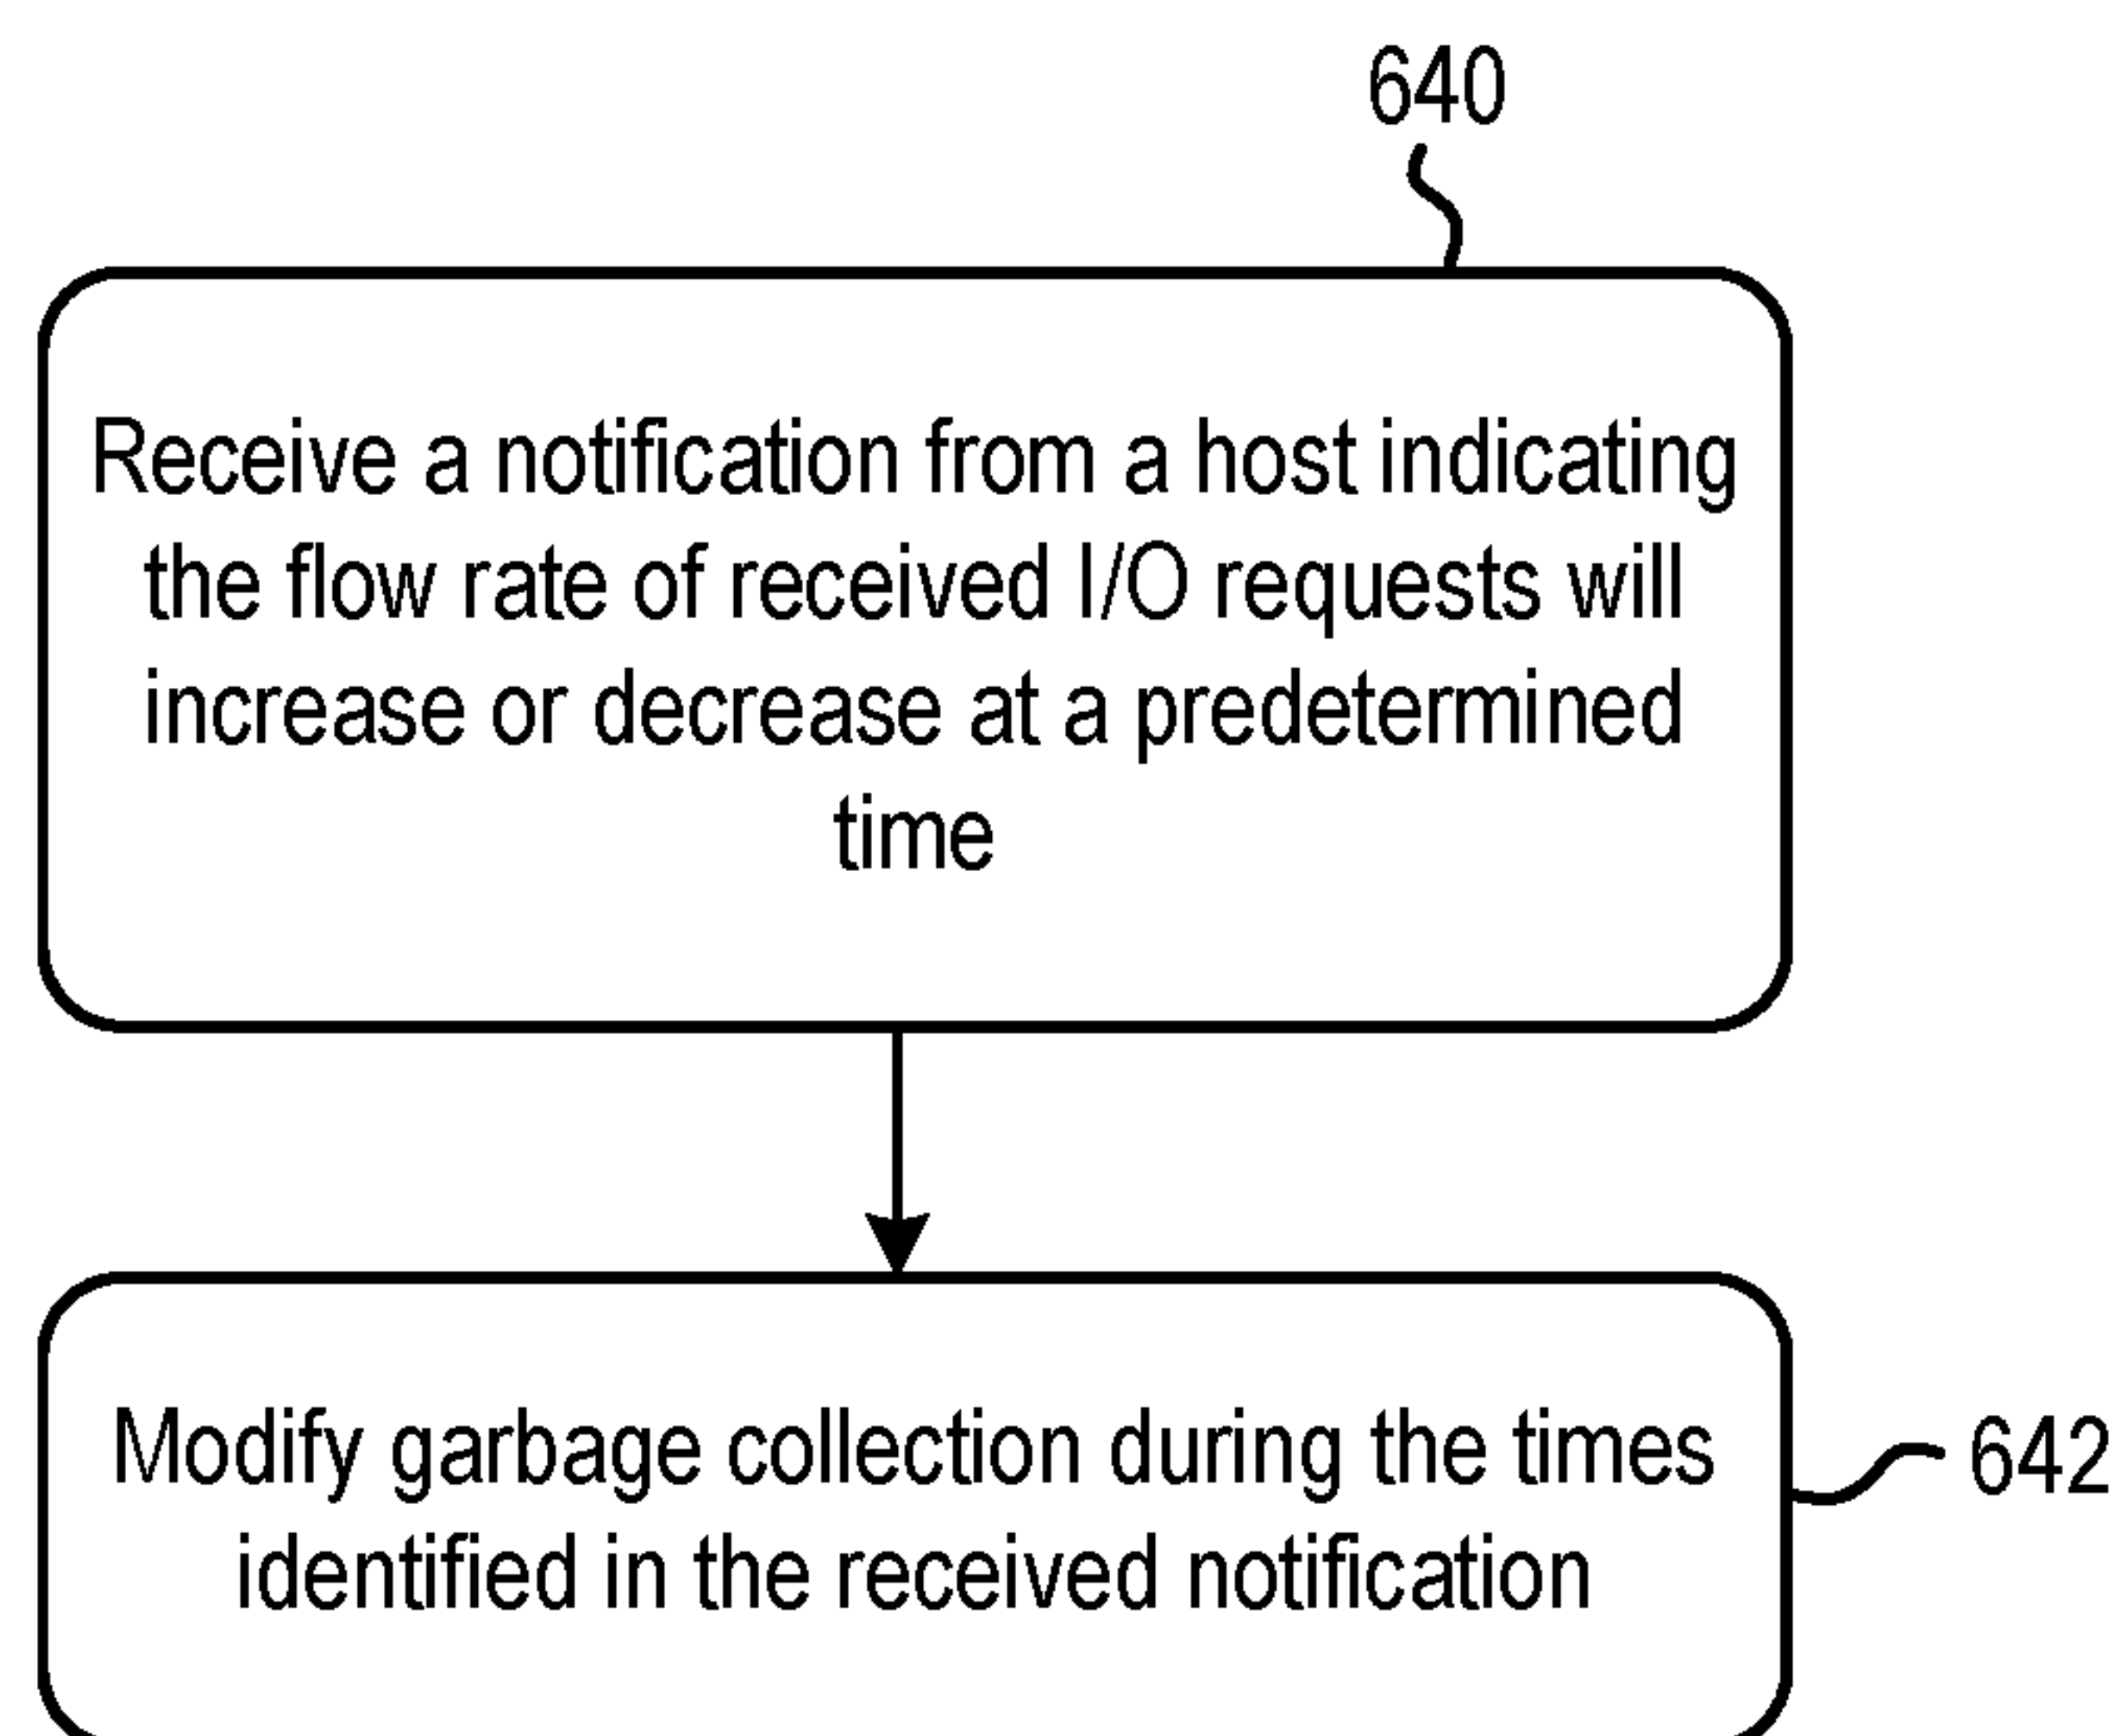 640
Receive a notification from a host indicating
the flow rate of received I/O requests will
increase or decrease at a predetermined
time
Modify garbage collection during the times
identified in the received notification
642